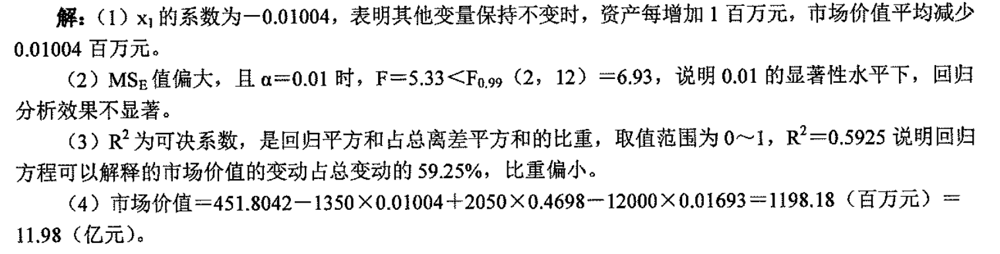 解:(1)x₁的系数为－0.01004，表明其他变量保持不变时，资产每增加 1 百万元，市场价值平均减少
0.01004 百万元。
(2)MSE值偏大，且 α＝0.01 时，F＝5.33＜F0.99（2，12）＝6.93，说明 0.01 的显著性水平下，回归
分析效果不显著。
(3)R²为可决系数，是回归平方和占总离差平方和的比重，取值范围为 0～1，R²＝0.5925 说明回归
方程可以解释的市场价值的变动占总变动的 59.25%，比重偏小。
(4)市场价值＝451.8042－1350×0.01004＋2050×0.4698－12000×0.01693＝1198.18（百万元）＝
11.98（亿元）。